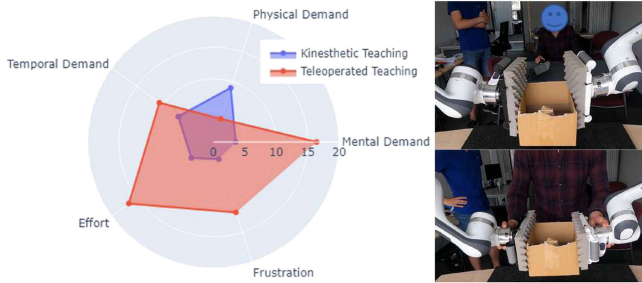 Physical Demand
Kinesthetic Teaching
Teleoperated Teaching
Temporal Demand
Mental Demand
0 5 10 15 20
Effort
Frustration